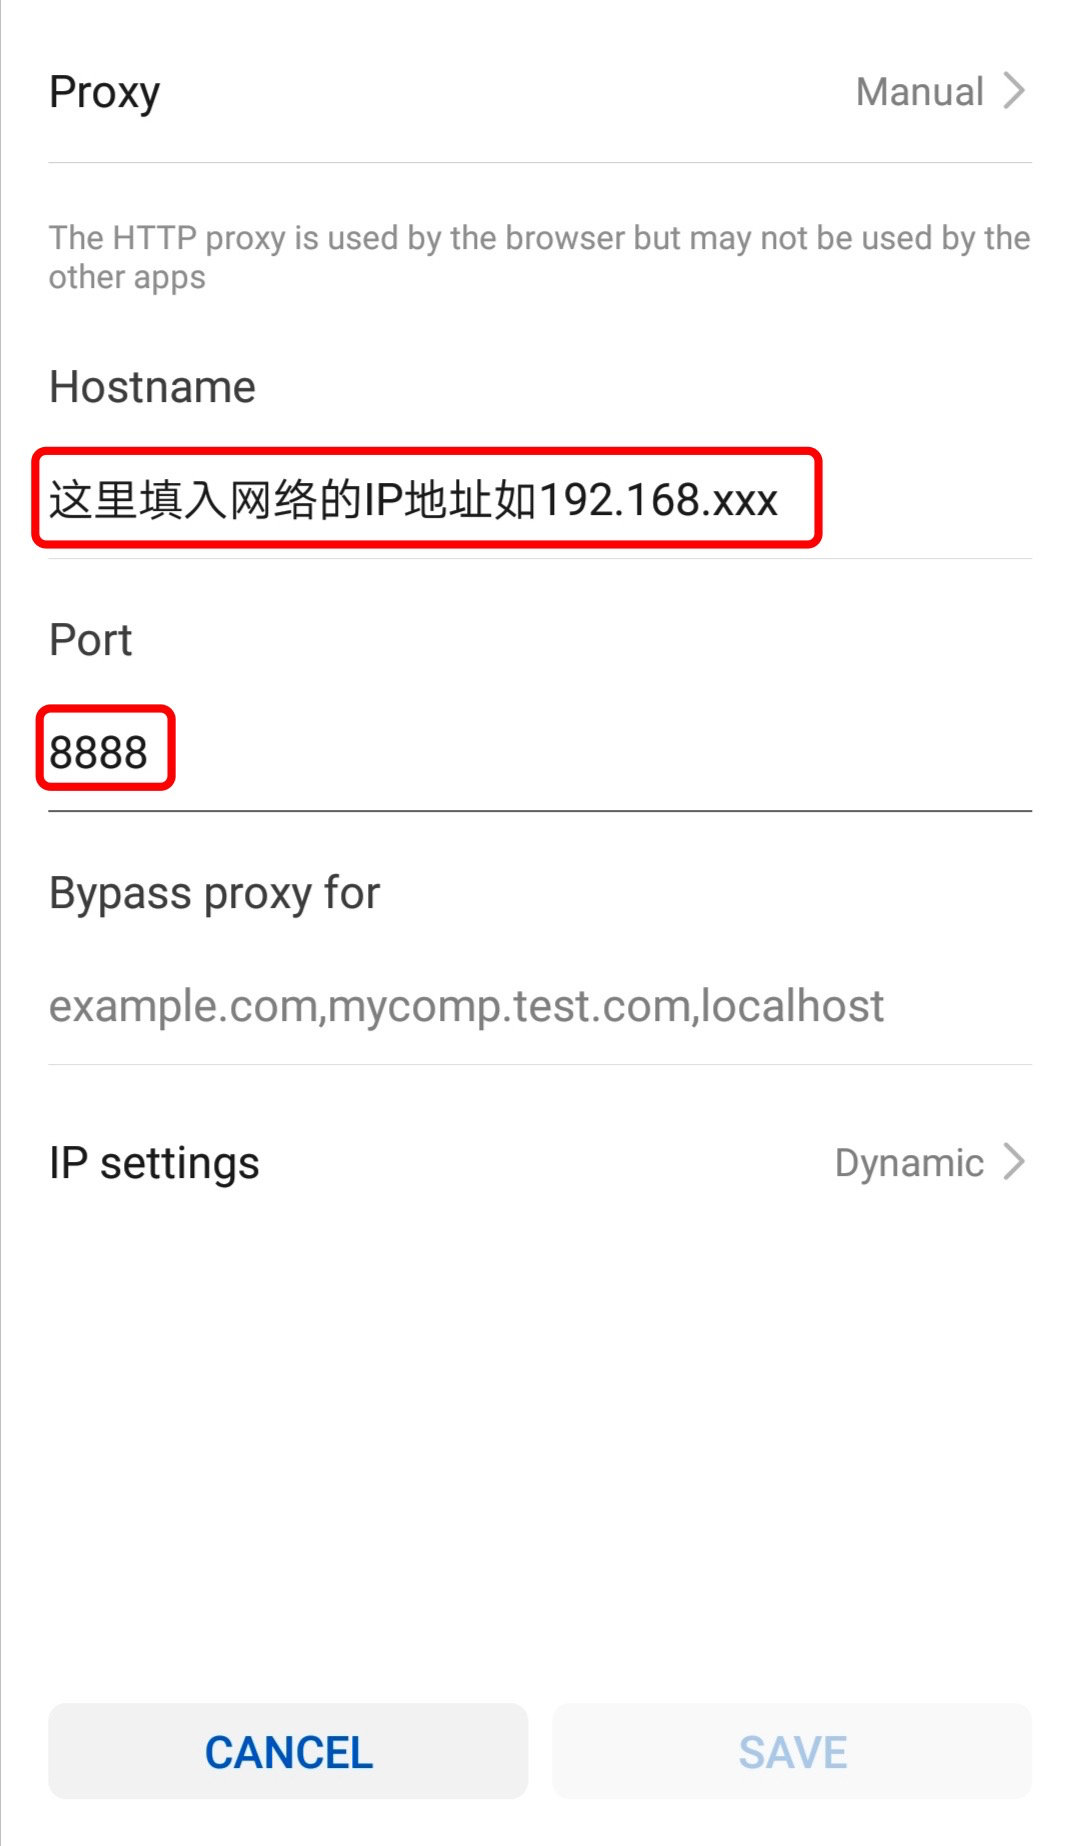 Proxy
Manual
The HTTP proxy is used by the browser but may not be used by the
other apps
Hostname
这里填入网络的IP地址如192.168.xxx
Port
8888
Bypass proxy for
example.com,mycomp.test.com,localhost
IP settings
Dynamic
CANCEL
SAVE